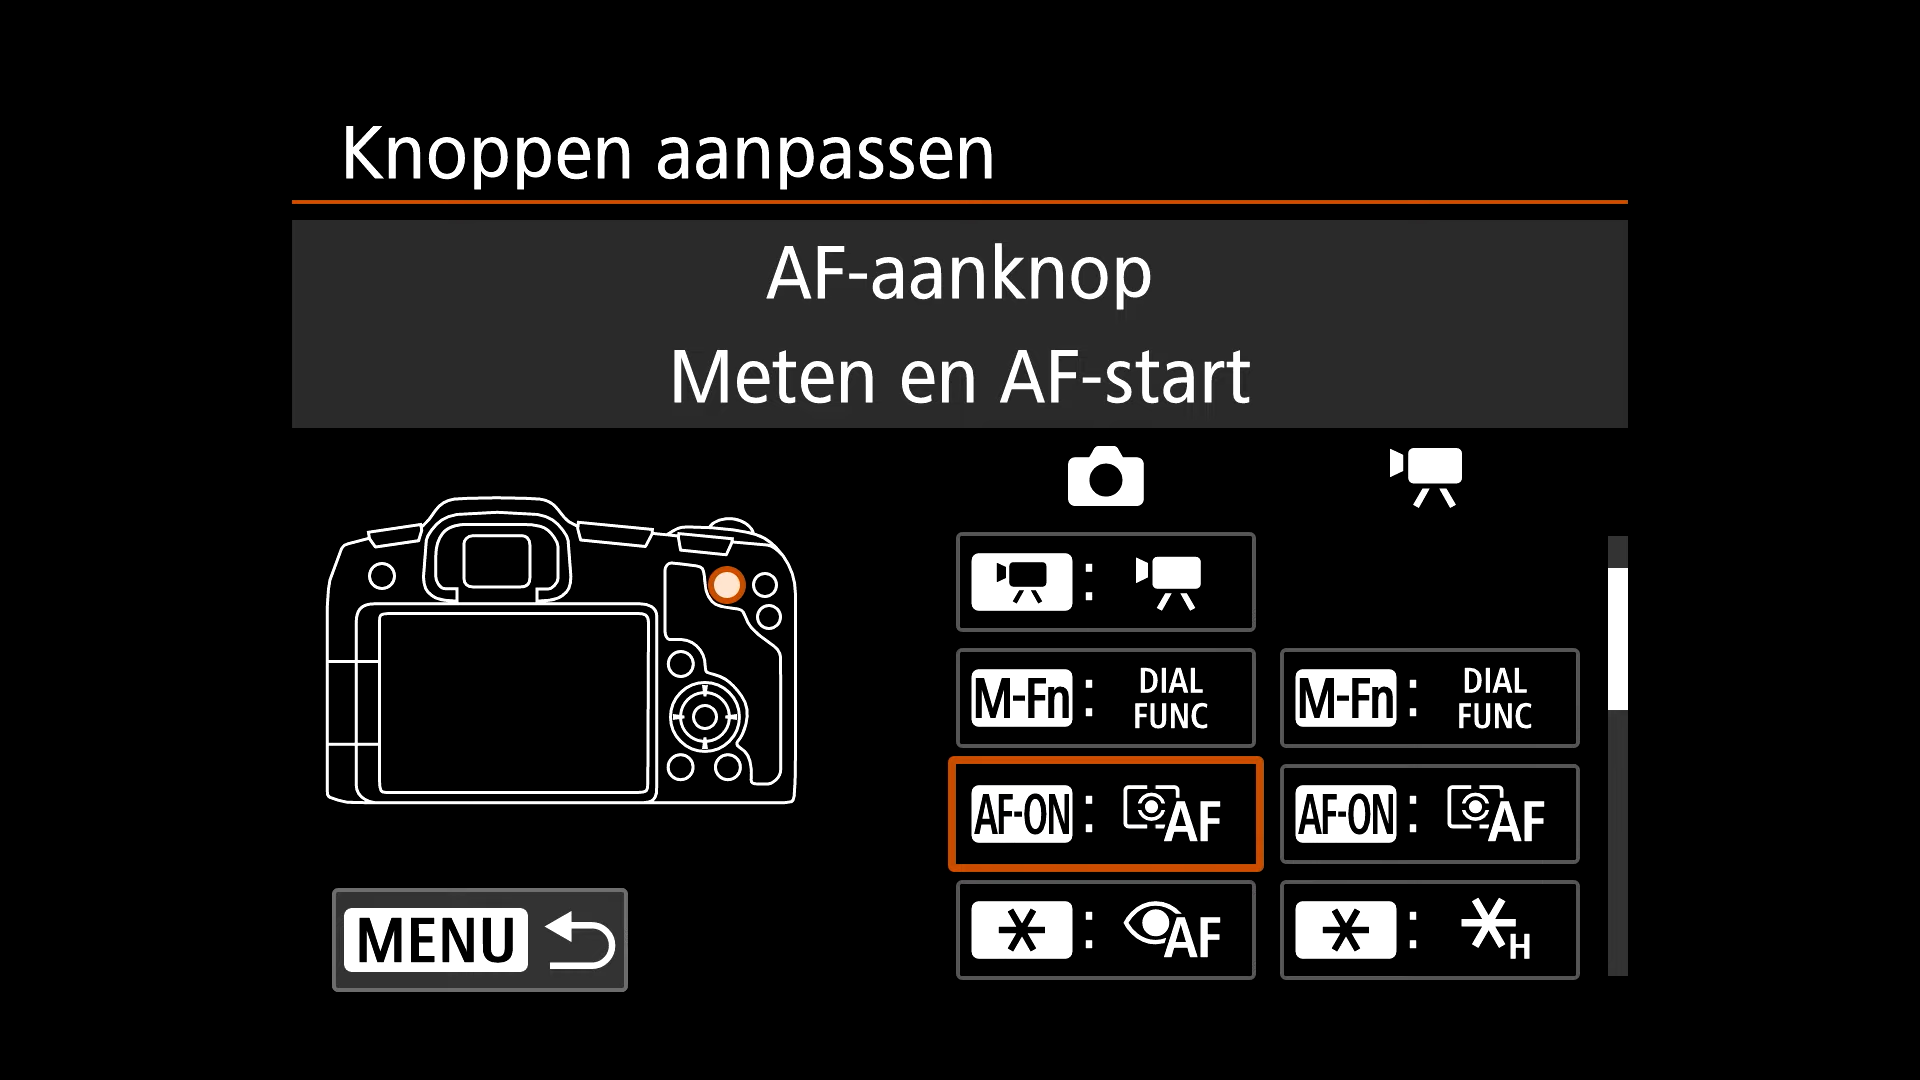 Knoppen aanpassen
AF-aanknop
Meten en AF-start
M-Fn : DIAL FUNC
M-Fn : DIAL FUNC
AF-ON : AF
AF-ON : AF
* : AF
* : *H
MENU